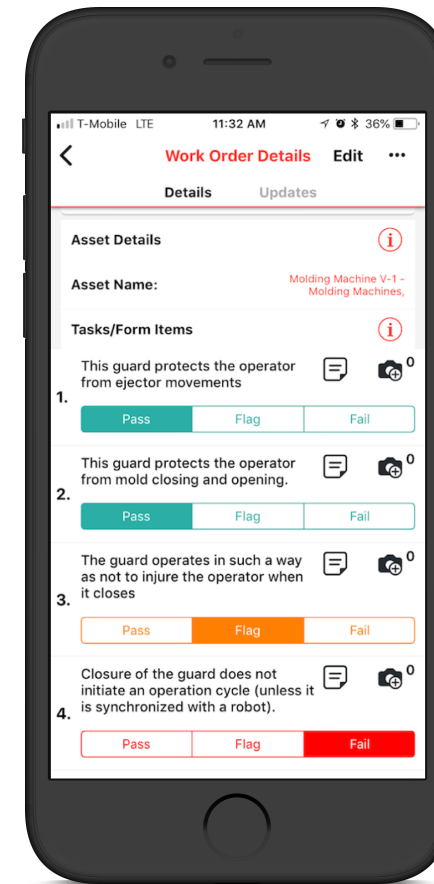 T-Mobile LTE 11:32 AM 36%
Work Order Details Edit ...
Details Updates
Asset Details i
Asset Name: Molding Machine V-1 -
Molding Machines,
Tasks/Form Items i
This guard protects the operator
from ejector movements
0
1.
Pass Flag Fail
This guard protects the operator
from mold closing and opening.
0
2.
Pass Flag Fail
The guard operates in such a way
as not to injure the operator when
it closes
0
3.
Pass Flag Fail
Closure of the guard does not
initiate an operation cycle (unless it
is synchronized with a robot).
0
4.
Pass Flag Fail